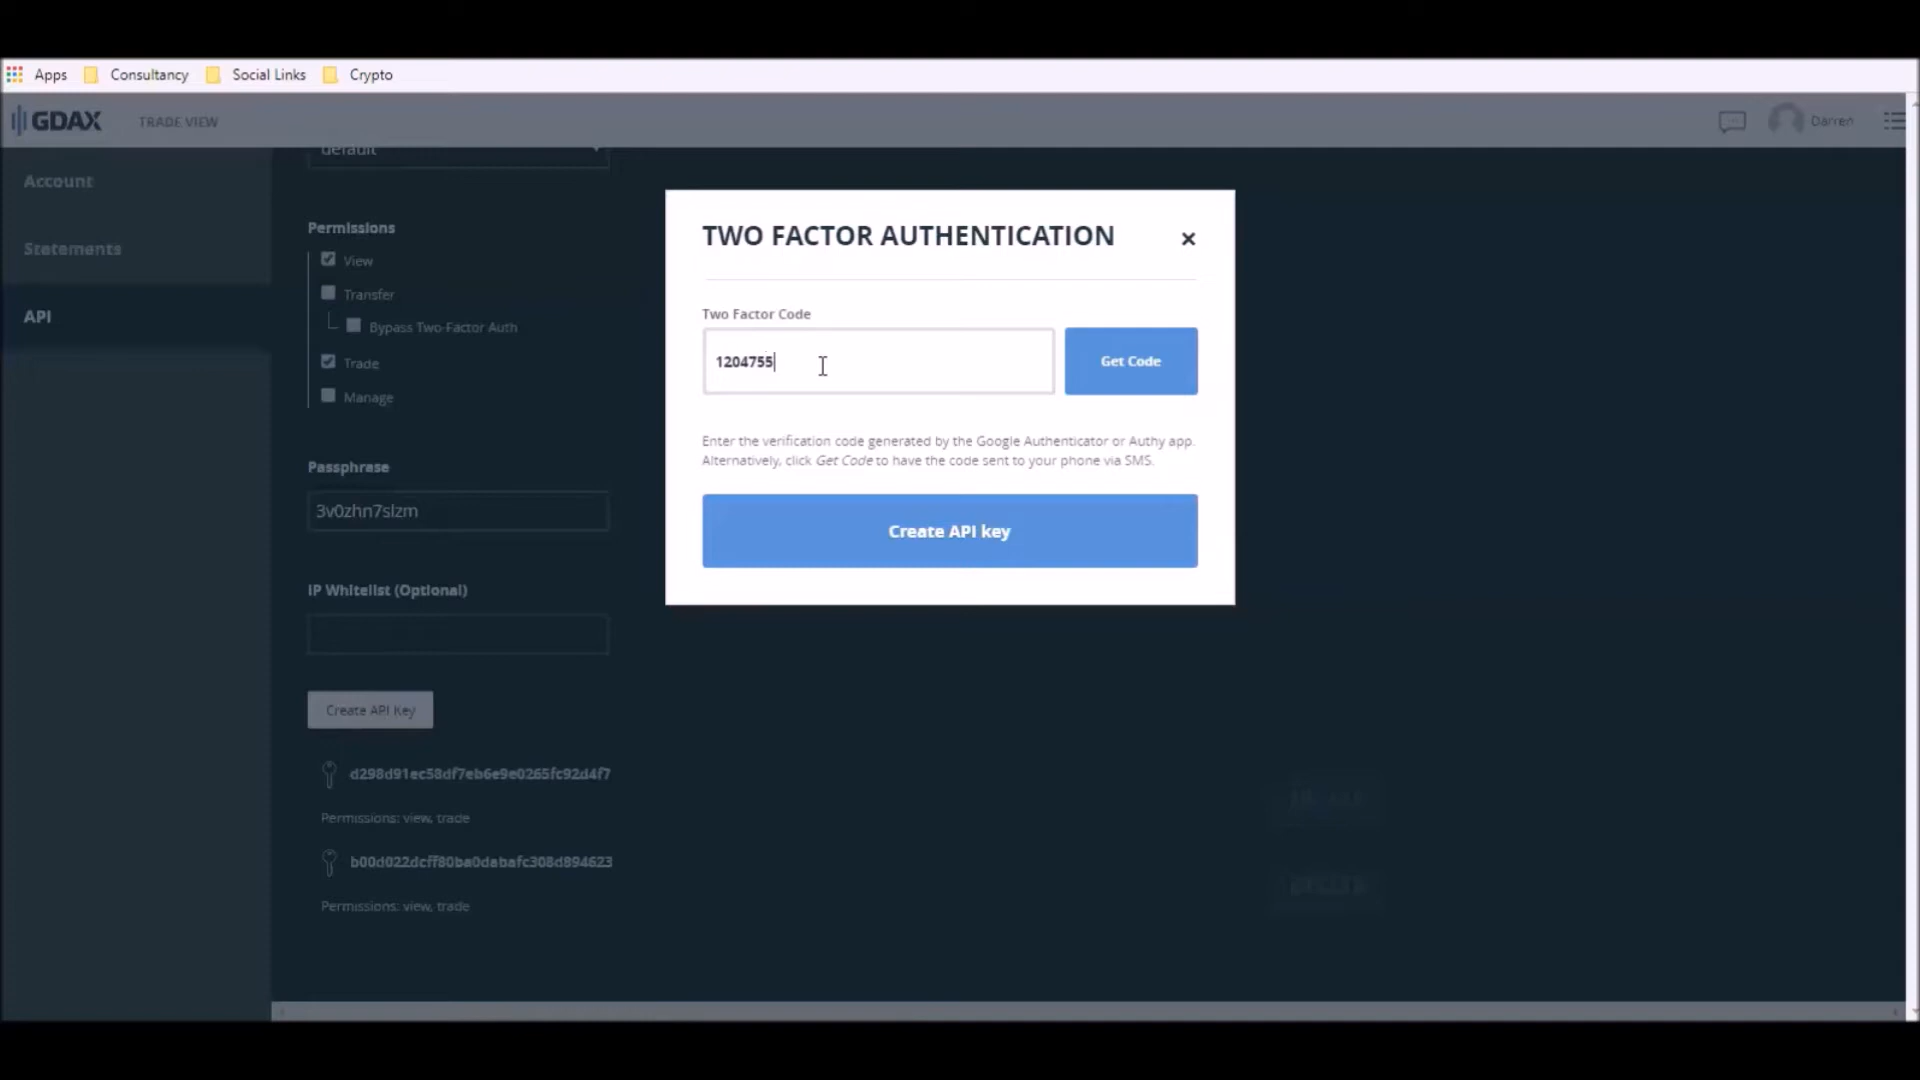 Apps Consultancy Social Links Crypto
GDAX TRADE VIEW Darren
default
Account
Statements
API
Permissions
View
Transfer
Bypass Two-Factor Auth
Trade
Manage
Passphrase
3v0zhn7slzm
IP Whitelist (Optional)
Create API Key
d298d91ec58df7eb6e9e0265fc92d4f7
Permissions: view, trade
b00d022dcff80ba0dabafc308d994623
Permissions: view, trade
TWO FACTOR AUTHENTICATION
Two Factor Code
1204755
Get Code
Enter the verification code generated by the Google Authenticator or Authy app.
Alternatively, click Get Code to have the code sent to your phone via SMS.
Create API key